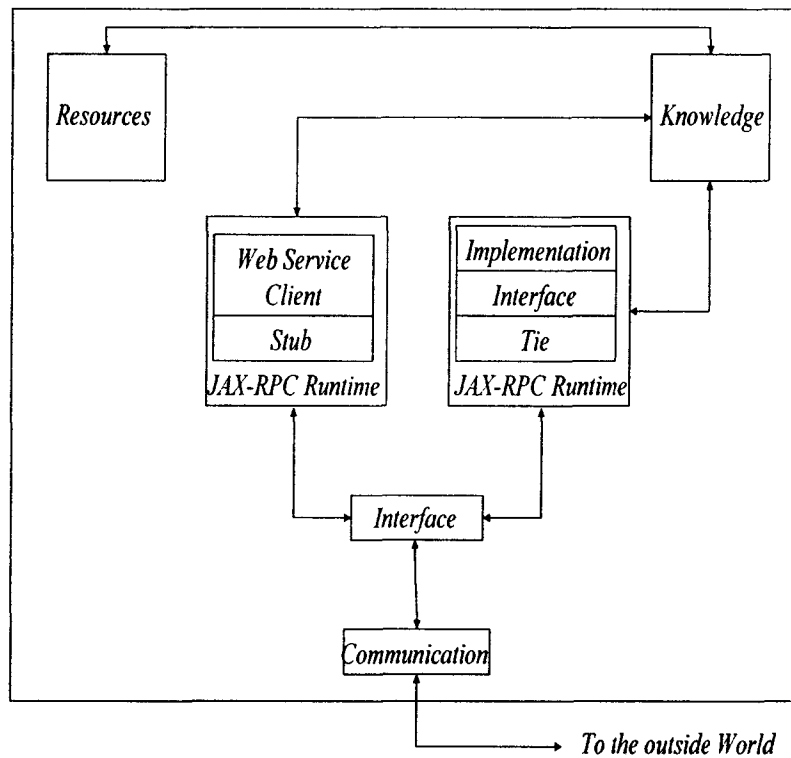 Resources
Knowledge
Web Service
Client
Stub
JAX-RPC Runtime
Implementation
Interface
Tie
JAX-RPC Runtime
Interface
Communication
To the outside World